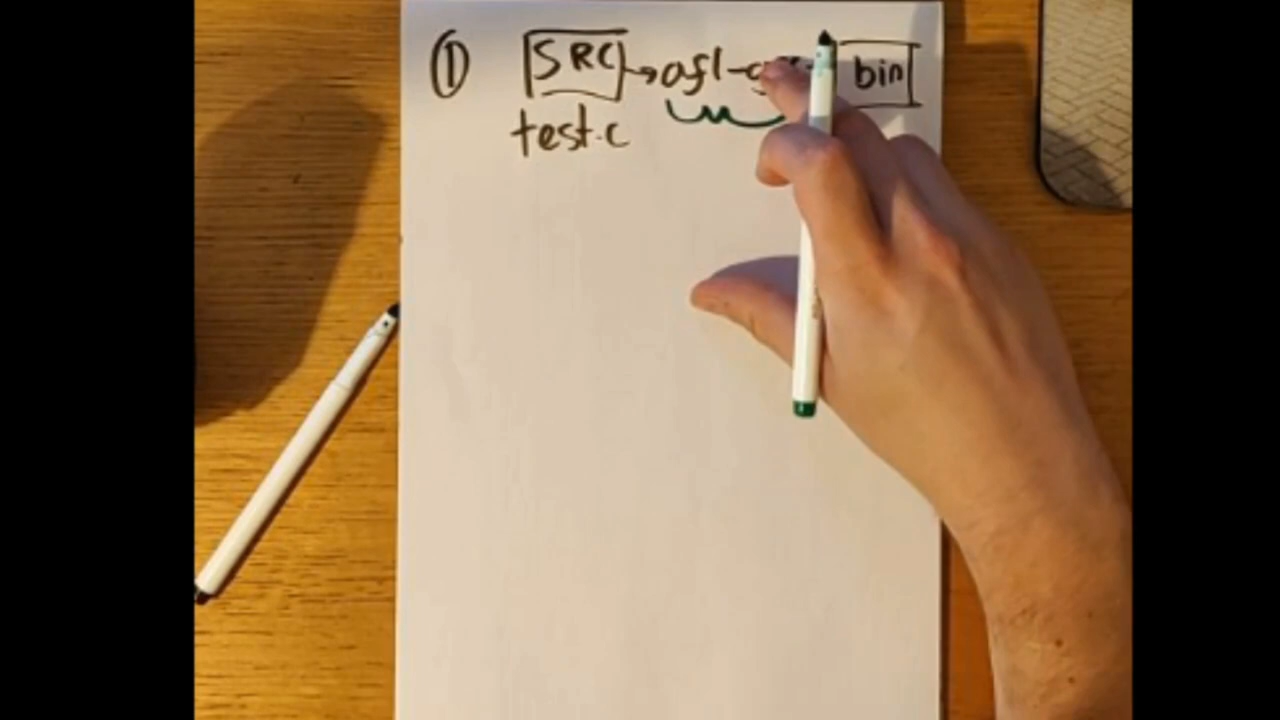 ① SRC → afl- bin
test.c